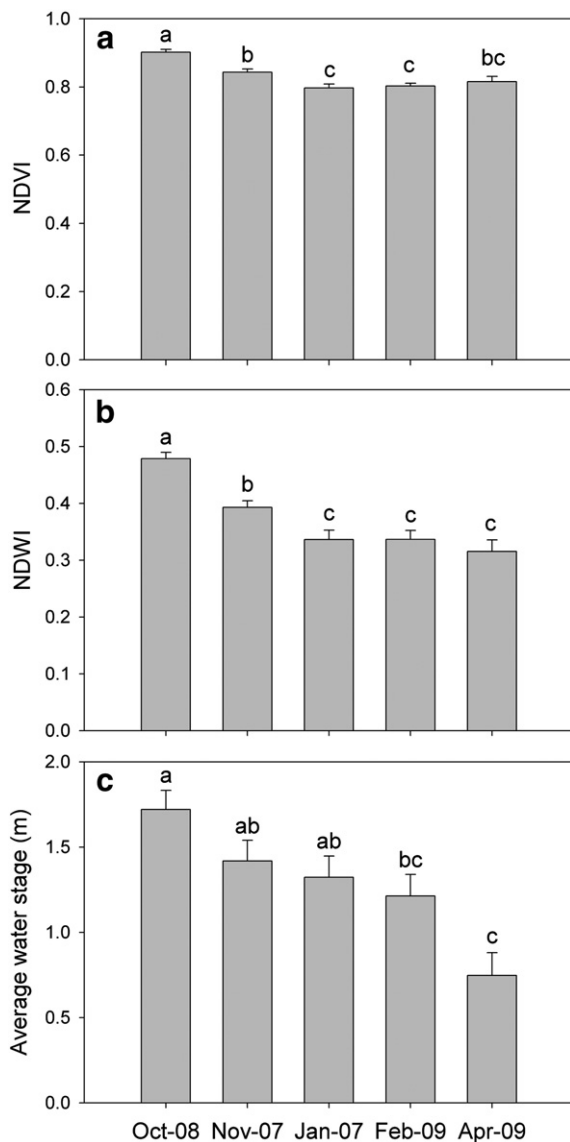 1.0
a
a
b
c
c
bc
0.8
0.6
NDVI
0.4
0.2
0.0
0.6
b
a
0.5
b
0.4
c
c
c
NDWI
0.3
0.2
0.1
0.0
2.0
c
a
ab
ab
bc
c
1.5
Average water stage (m)
1.0
0.5
0.0
Oct-08 Nov-07 Jan-07 Feb-09 Apr-09